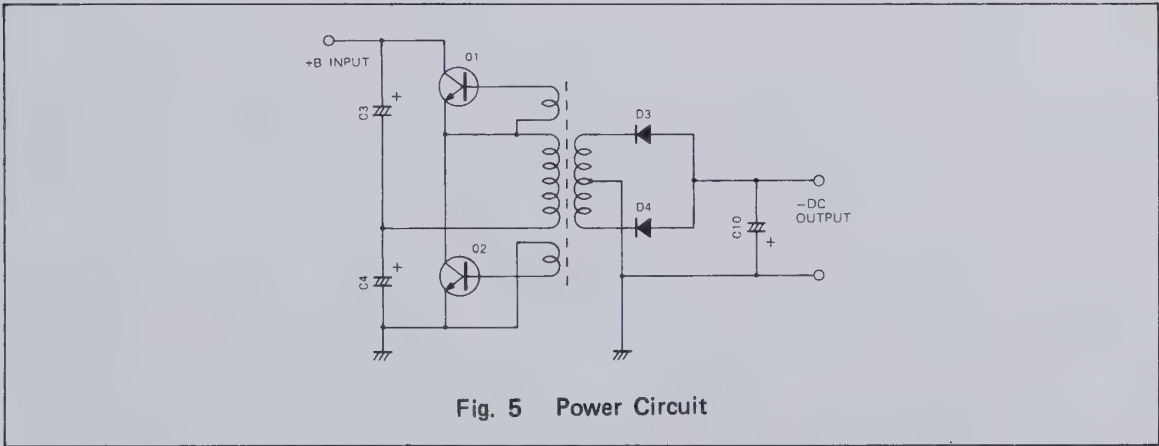 +B INPUT
Q1
+
C3
D3
D4
-DC
OUTPUT
C10
+
Q2
+
C4
Fig. 5 Power Circuit